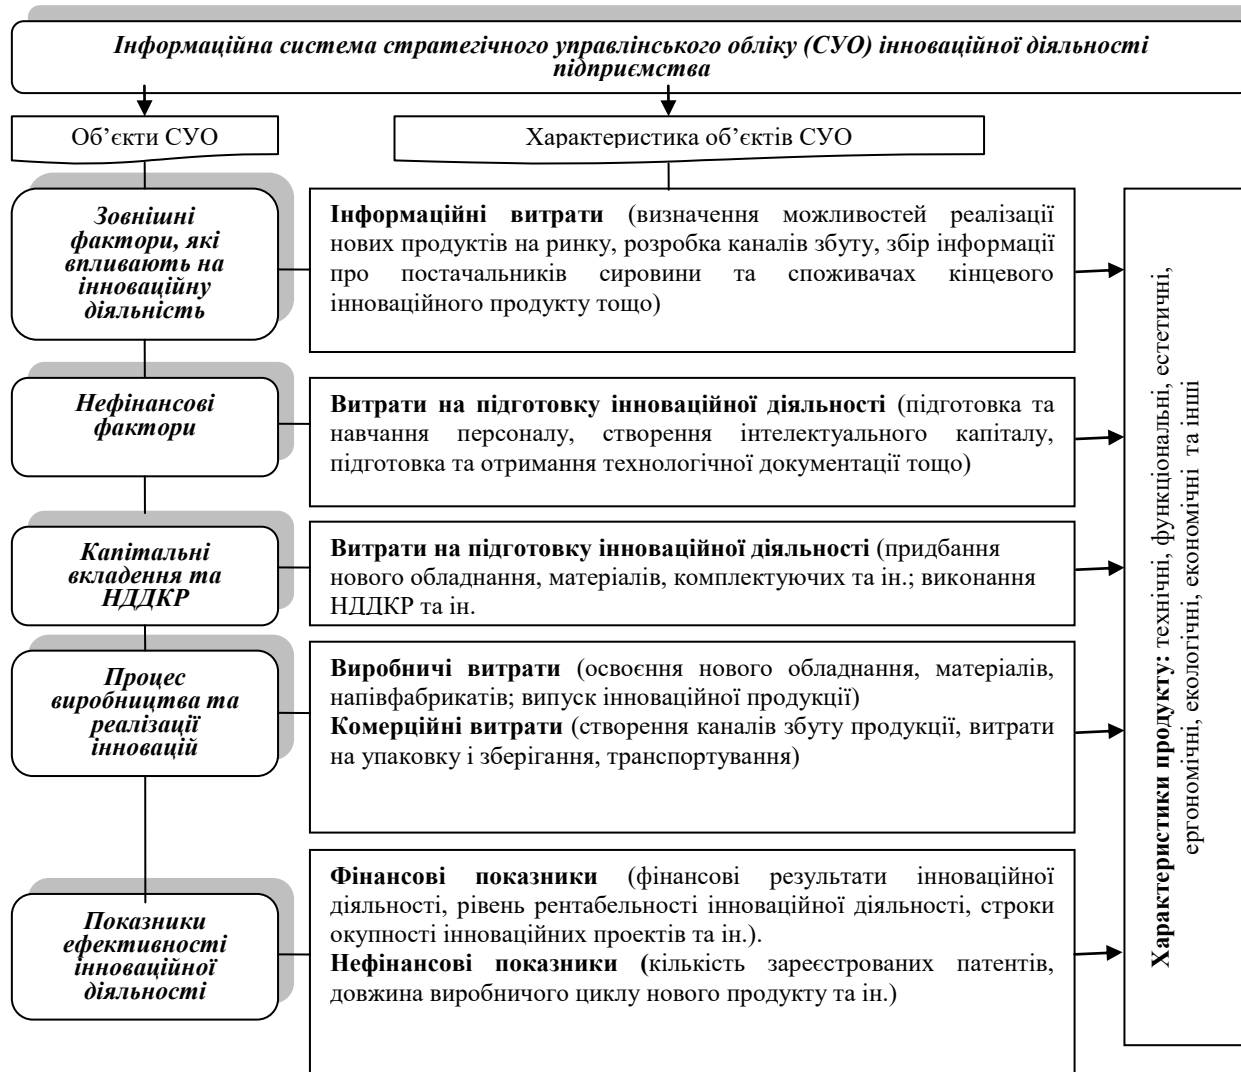 Інформаційна система стратегічного управлінського обліку (СУО) інноваційної діяльності
підприємства
Об’єкти СУО
Характеристика об’єктів СУО
Зовнішні
фактори, які
впливають на
інноваційну
діяльність
Інформаційні витрати (визначення можливостей реалізації
нових продуктів на ринку, розробка каналів збуту, збір інформації
про постачальників сировини та споживачах кінцевого
інноваційного продукту тощо)
Нефінансові
фактори
Витрати на підготовку інноваційної діяльності (підготовка та
навчання персоналу, створення інтелектуального капіталу,
підготовка та отримання технологічної документації тощо)
Капітальні
вкладення та
НДДКР
Витрати на підготовку інноваційної діяльності (придбання
нового обладнання, матеріалів, комплектуючих та ін.; виконання
НДДКР та ін.
Процес
виробництва та
реалізації
інновацій
Виробничі витрати (освоєння нового обладнання, матеріалів,
напівфабрикатів; випуск інноваційної продукції)
Комерційні витрати (створення каналів збуту продукції, витрати
на упаковку і зберігання, транспортування)
Показники
ефективності
інноваційної
діяльності
Фінансові показники (фінансові результати інноваційної
діяльності, рівень рентабельності інноваційної діяльності, строки
окупності інноваційних проектів та ін.).
Нефінансові показники (кількість зареєстрованих патентів,
довжина виробничого циклу нового продукту та ін.)
Характеристики продукту: технічні, функціональні, естетичні,
ергономічні, екологічні, економічні та інші